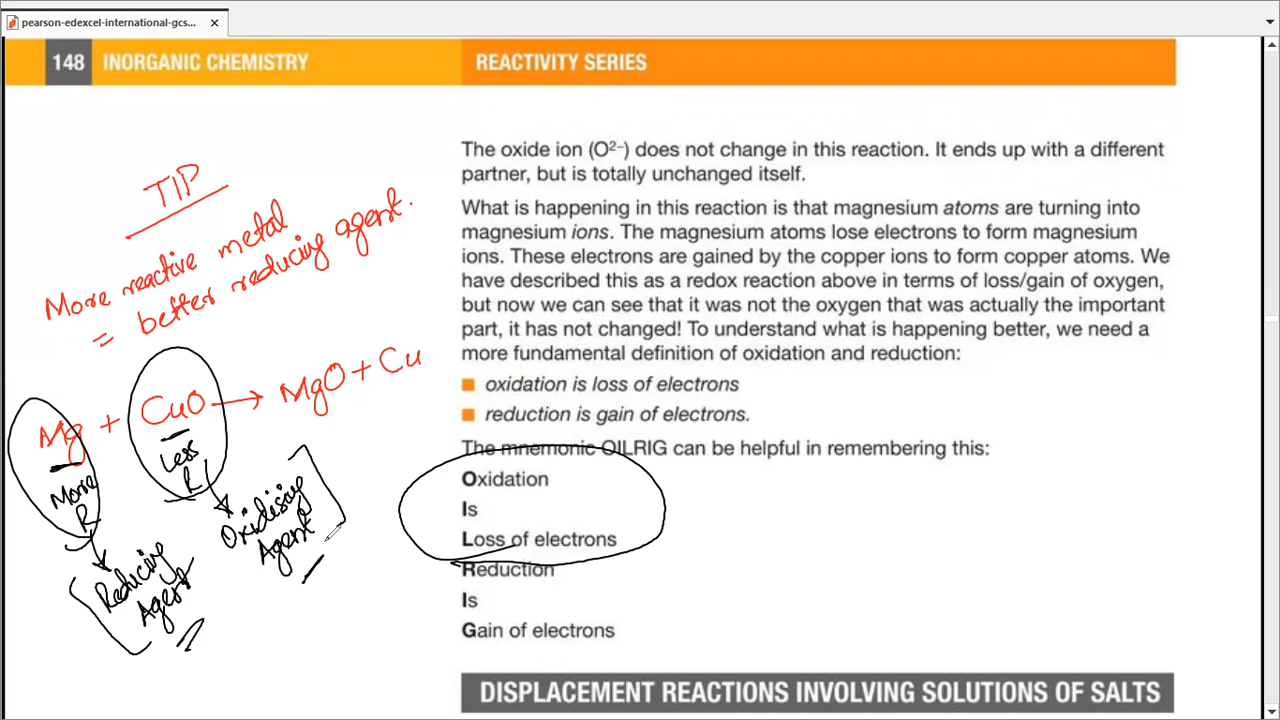 pearson-edexcel-international-gcs...
148 INORGANIC CHEMISTRY
REACTIVITY SERIES
The oxide ion (O²⁻) does not change in this reaction. It ends up with a different
partner, but is totally unchanged itself.
What is happening in this reaction is that magnesium atoms are turning into
magnesium ions. The magnesium atoms lose electrons to form magnesium
ions. These electrons are gained by the copper ions to form copper atoms. We
have described this as a redox reaction above in terms of loss/gain of oxygen,
but now we can see that it was not the oxygen that was actually the important
part, it has not changed! To understand what is happening better, we need a
more fundamental definition of oxidation and reduction:
oxidation is loss of electrons
reduction is gain of electrons.
The mnemonic OILRIG can be helpful in remembering this:
Oxidation
Is
Loss of electrons
Reduction
Is
Gain of electrons
DISPLACEMENT REACTIONS INVOLVING SOLUTIONS OF SALTS
TIP
More reactive metal
= better reducing agent.
Mg + CuO → MgO + Cu
More
R
Less
R
Reducing
Agent
Oxidising
Agent